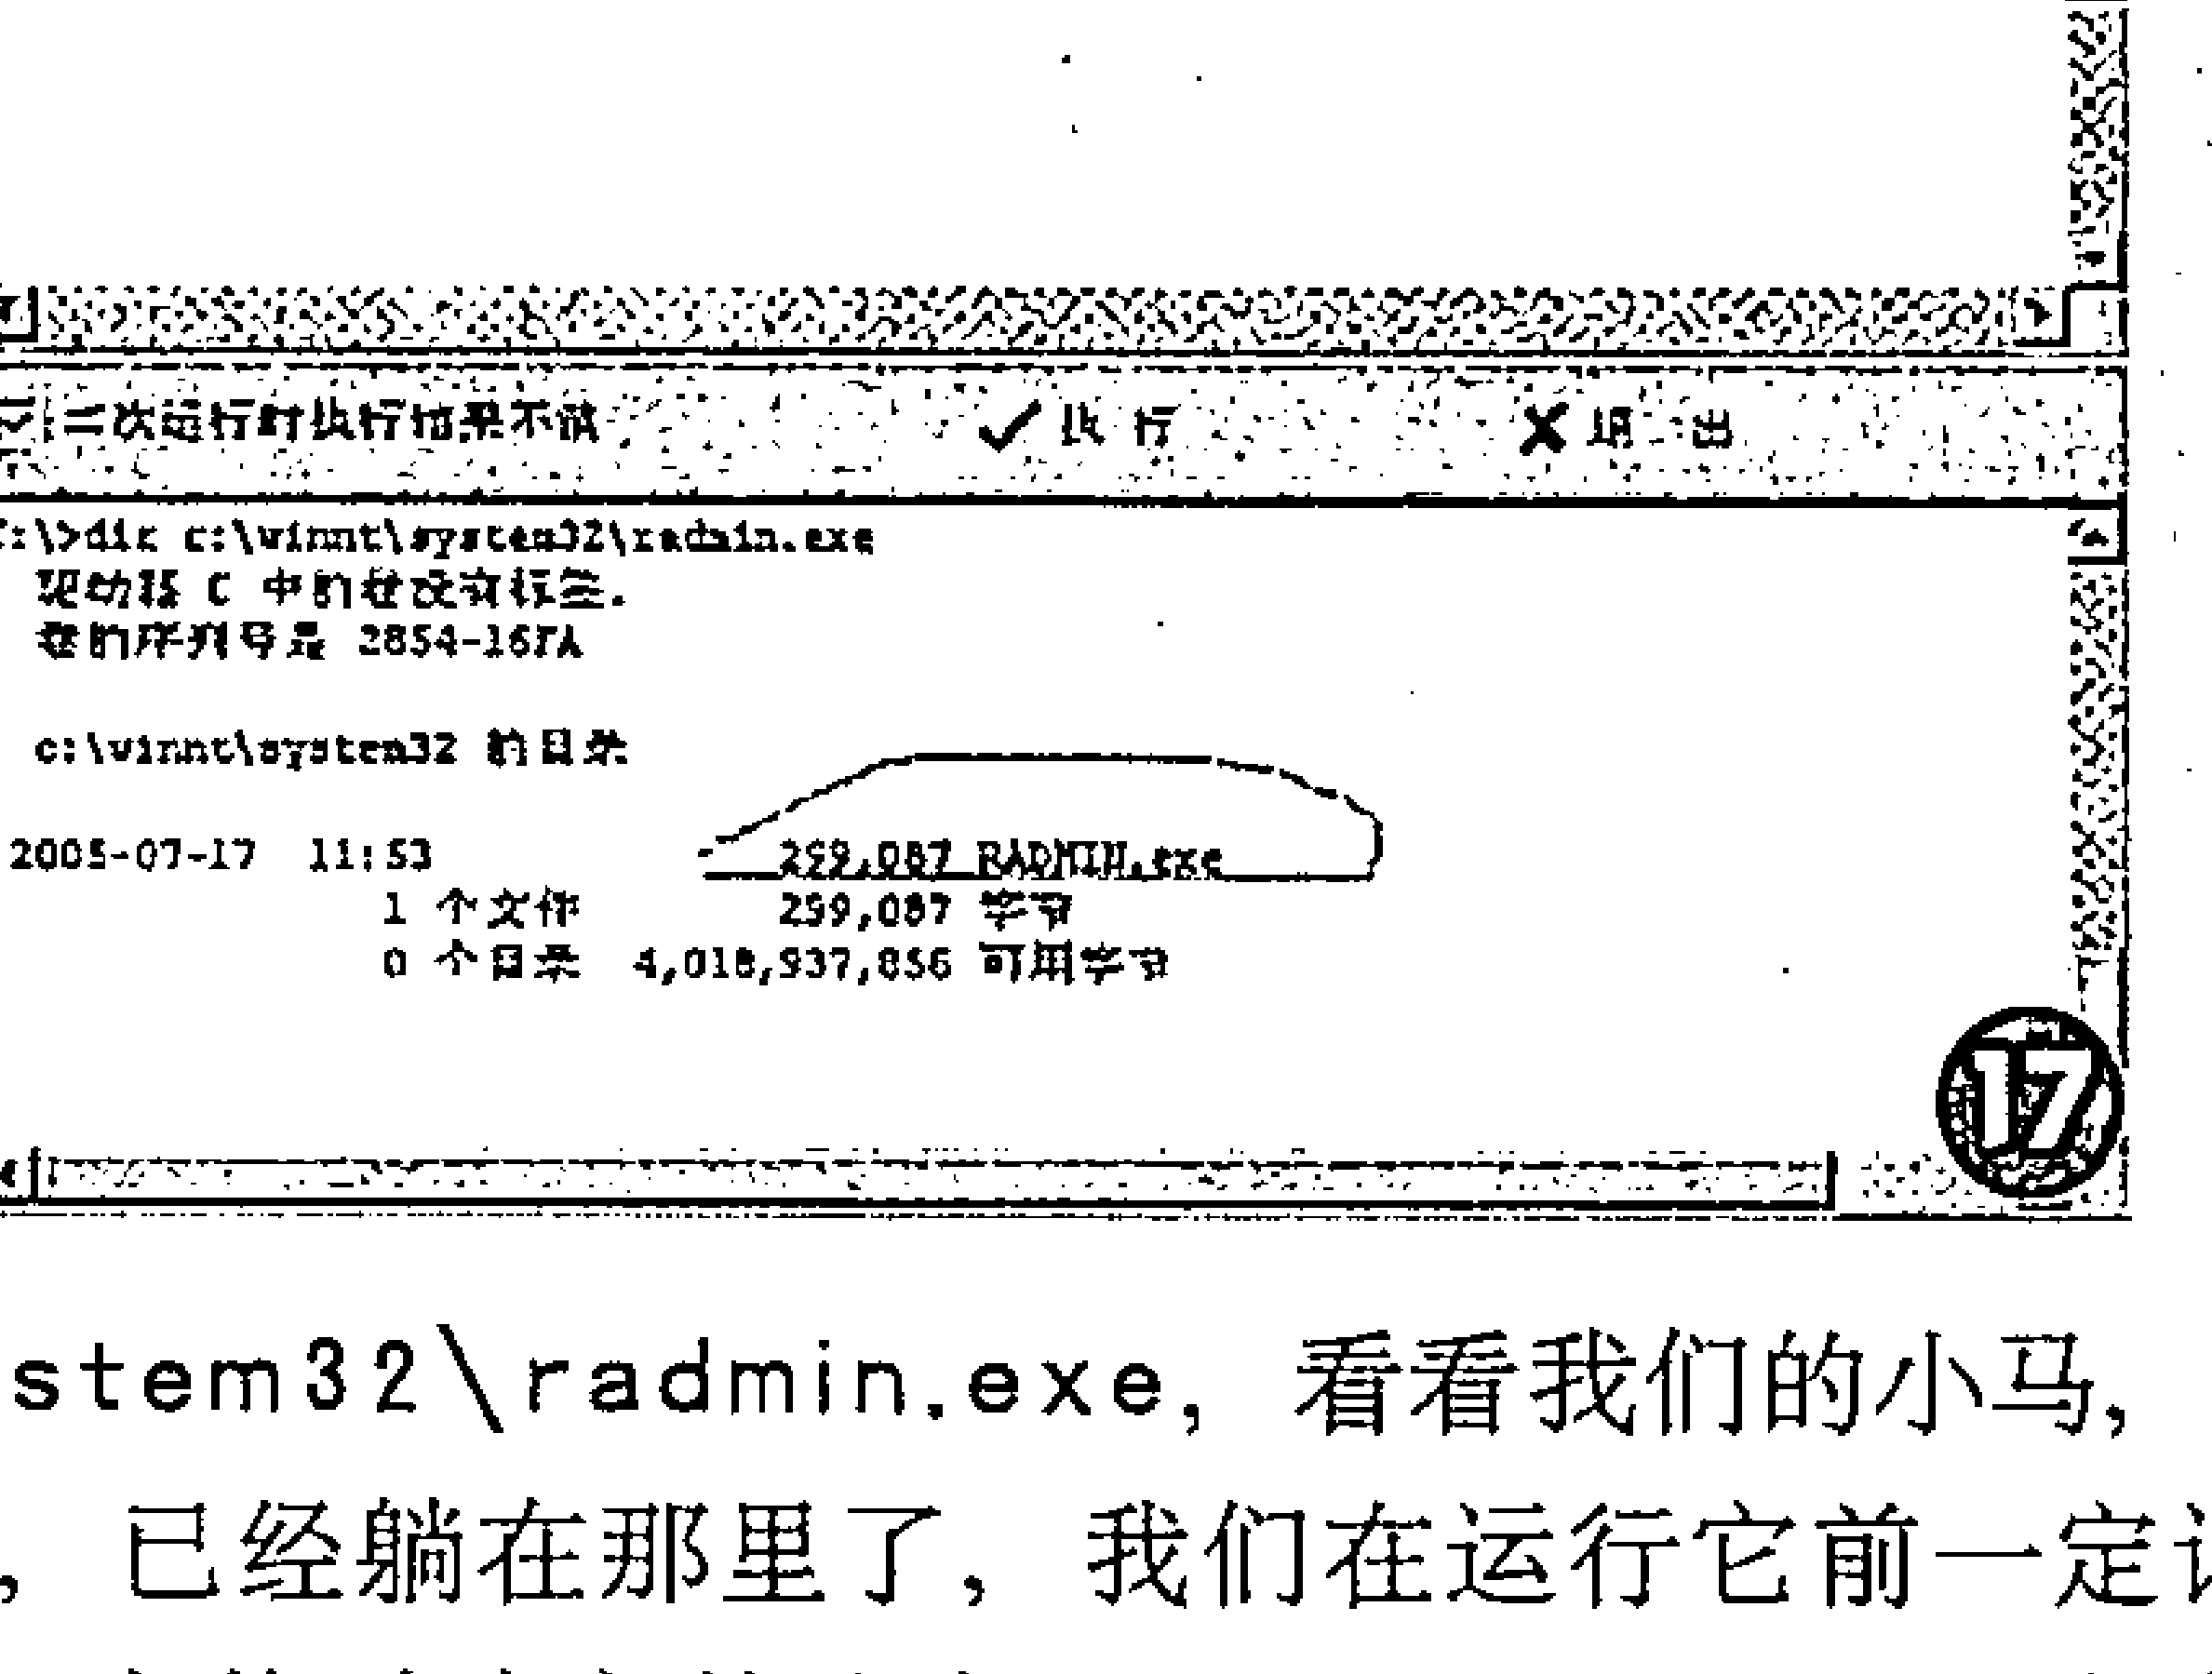 二次运行时执行结果不清
执 行
退 出
:\>dir c:\winnt\system32\radmin.exe
驱动器 C 中的卷没有标签.
卷的序列号是 2854-16FA
c:\winnt\system32 的目录
2005-07-17 11:53 299,087 RADMIN.exe
1 个文件 299,087 字节
0 个目录 4,018,937,856 可用字节
17
stem32\radmin.exe, 看看我们的小马,
, 已经躺在那里了, 我们在运行它前一定